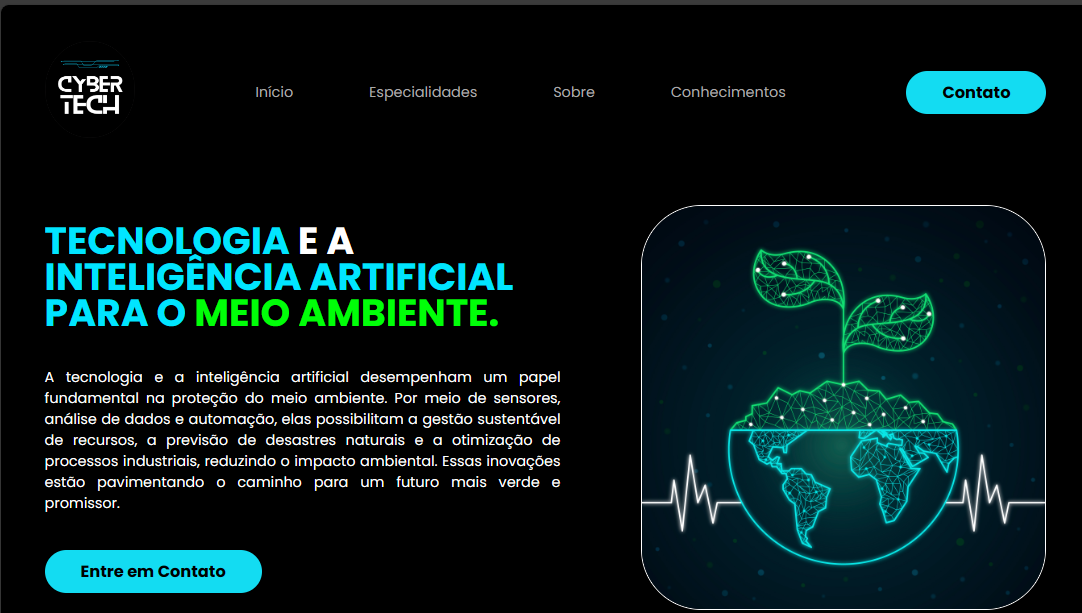 CYBER
TECH
Início
Especialidades
Sobre
Conhecimentos
Contato
TECNOLOGIA E A
INTELIGÊNCIA ARTIFICIAL
PARA O MEIO AMBIENTE.
A tecnologia e a inteligência artificial desempenham um papel
fundamental na proteção do meio ambiente. Por meio de sensores,
análise de dados e automação, elas possibilitam a gestão sustentável
de recursos, a previsão de desastres naturais e a otimização de
processos industriais, reduzindo o impacto ambiental. Essas inovações
estão pavimentando o caminho para um futuro mais verde e
promissor.
Entre em Contato